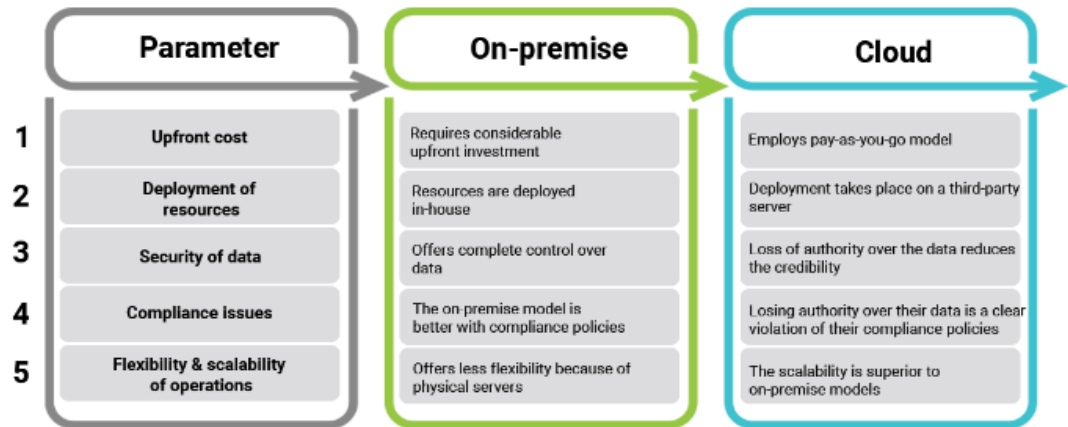 Parameter
On-premise
Cloud
1
Upfront cost
Requires considerable
upfront investment
Employs pay-as-you-go model
2
Deployment of
resources
Resources are deployed
in-house
Deployment takes place on a third-party
server
3
Security of data
Offers complete control over
data
Loss of authority over the data reduces
the credibility
4
Compliance issues
The on-premise model is
better with compliance policies
Losing authority over their data is a clear
violation of their compliance policies
5
Flexibility & scalability
of operations
Offers less flexibility because of
physical servers
The scalability is superior to
on-premise models